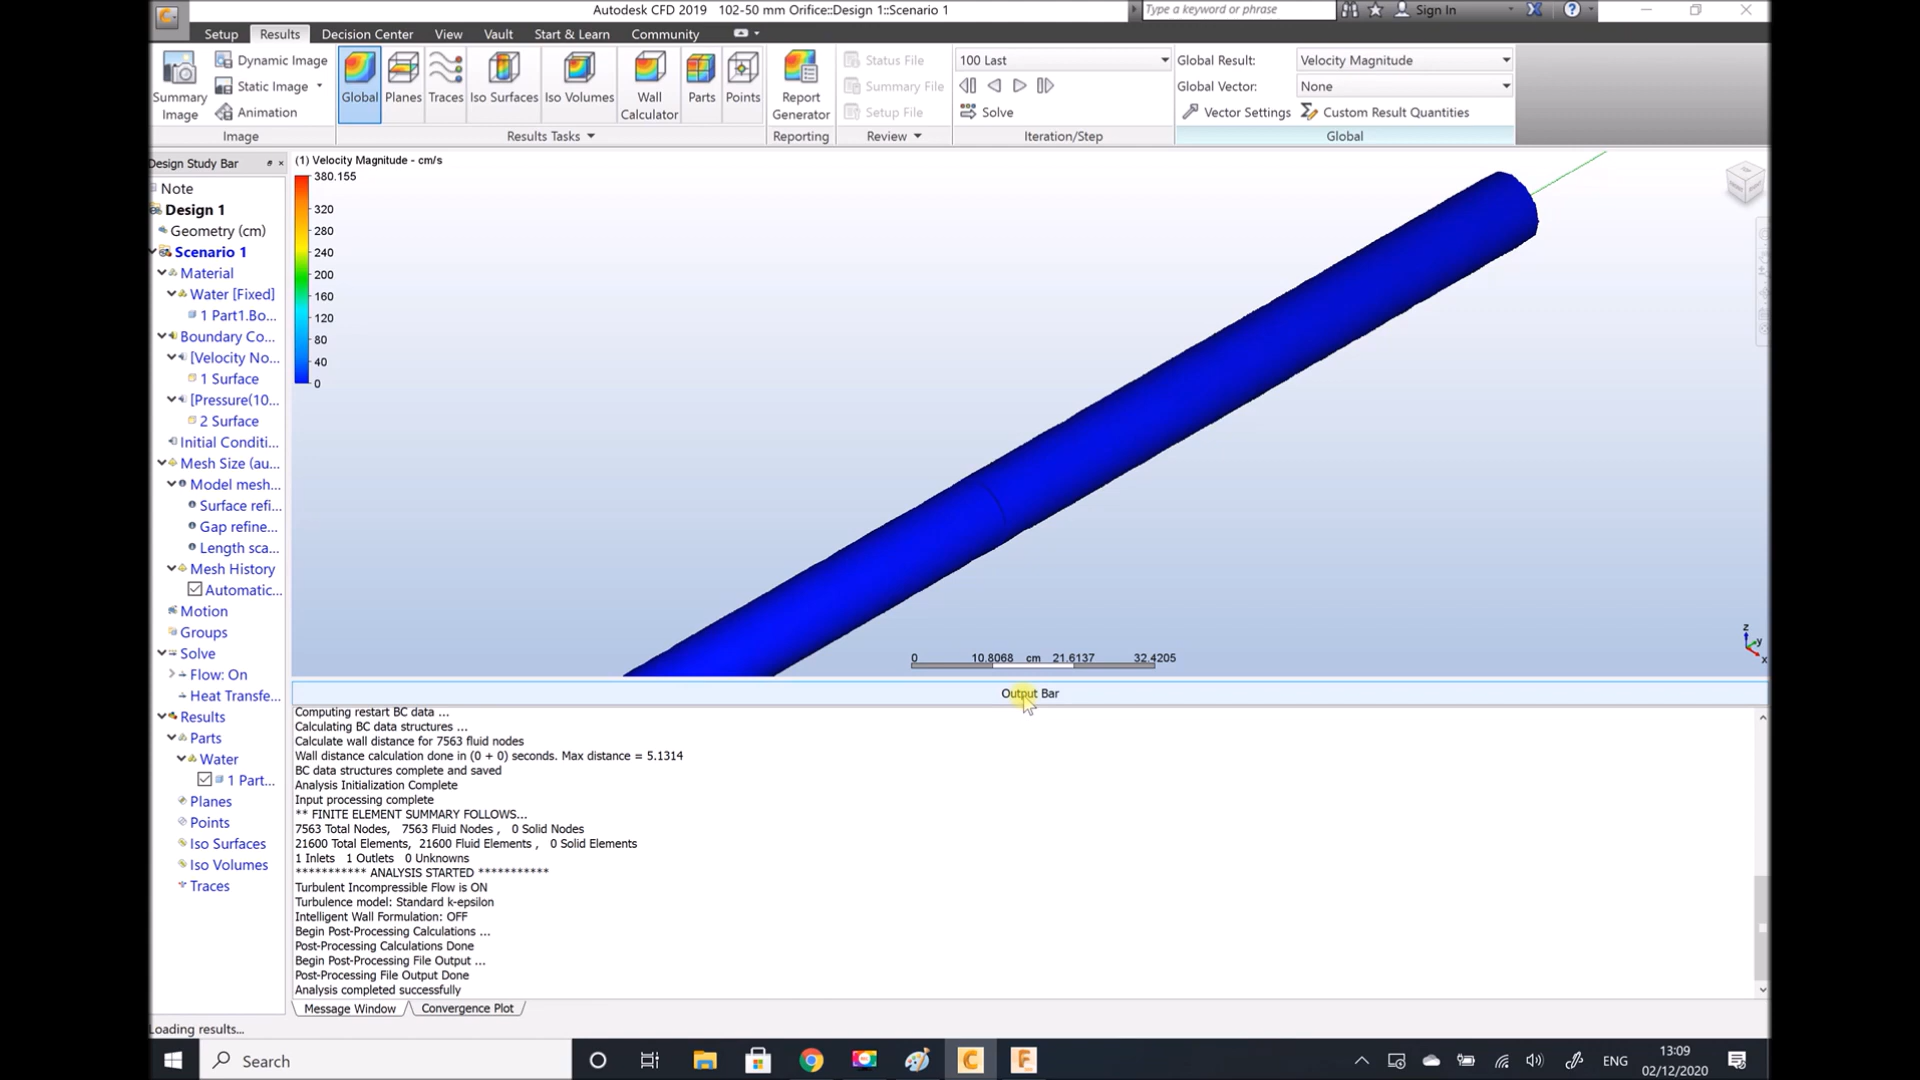 Autodesk CFD 2019 102-50 mm Orifice::Design 1::Scenario 1
Type a keyword or phrase
Sign In
Setup
Results
Decision Center
View
Vault
Start & Learn
Community
Summary Image
Dynamic Image
Static Image
Animation
Image
Global
Planes
Traces
Iso Surfaces
Iso Volumes
Wall Calculator
Parts
Points
Results Tasks
Report Generator
Reporting
Status File
Summary File
Setup File
Review
100 Last
Solve
Iteration/Step
Global Result:
Velocity Magnitude
Global Vector:
None
Vector Settings
Custom Result Quantities
Global
Design Study Bar
Note
Design 1
Geometry (cm)
Scenario 1
Material
Water [Fixed]
1 Part1.Bo...
Boundary Co...
[Velocity No...
1 Surface
[Pressure(10...
2 Surface
Initial Conditi...
Mesh Size (au...
Model mesh...
Surface refi...
Gap refine...
Length sca...
Mesh History
Automatic...
Motion
Groups
Solve
Flow: On
Heat Transfe...
Results
Parts
Water
1 Part...
Planes
Points
Iso Surfaces
Iso Volumes
Traces
(1) Velocity Magnitude - cm/s
380.155
320
280
240
200
160
120
80
40
0
z
y
x
0 10.8068 cm 21.6137 32.4205
Output Bar
Computing restart BC data ...
Calculating BC data structures ...
Calculate wall distance for 7563 fluid nodes
Wall distance calculation done in (0 + 0) seconds. Max distance = 5.1314
BC data structures complete and saved
Analysis Initialization Complete
Input processing complete
** FINITE ELEMENT SUMMARY FOLLOWS...
7563 Total Nodes, 7563 Fluid Nodes , 0 Solid Nodes
21600 Total Elements, 21600 Fluid Elements , 0 Solid Elements
1 Inlets 1 Outlets 0 Unknowns
*********** ANALYSIS STARTED ***********
Turbulent Incompressible Flow is ON
Turbulence model: Standard k-epsilon
Intelligent Wall Formulation: OFF
Begin Post-Processing Calculations ...
Post-Processing Calculations Done
Begin Post-Processing File Output ...
Post-Processing File Output Done
Analysis completed successfully
Message Window
Convergence Plot
Loading results...
Search
ENG
13:09
02/12/2020